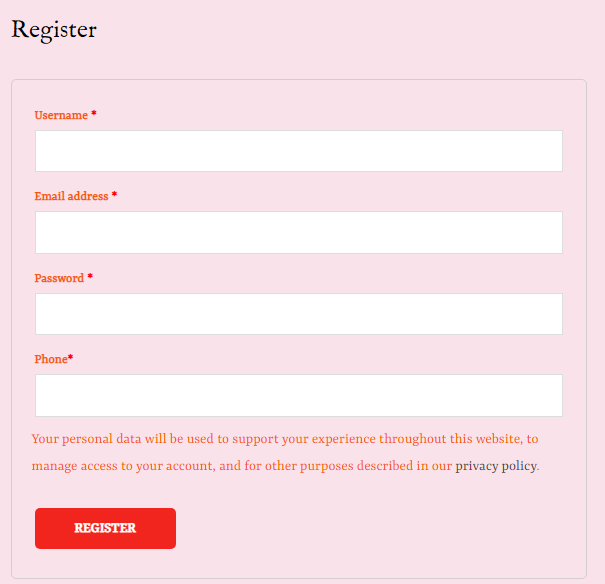 Register
Username *
Email address *
Password *
Phone*
Your personal data will be used to support your experience throughout this website, to
manage access to your account, and for other purposes described in our privacy policy.
REGISTER